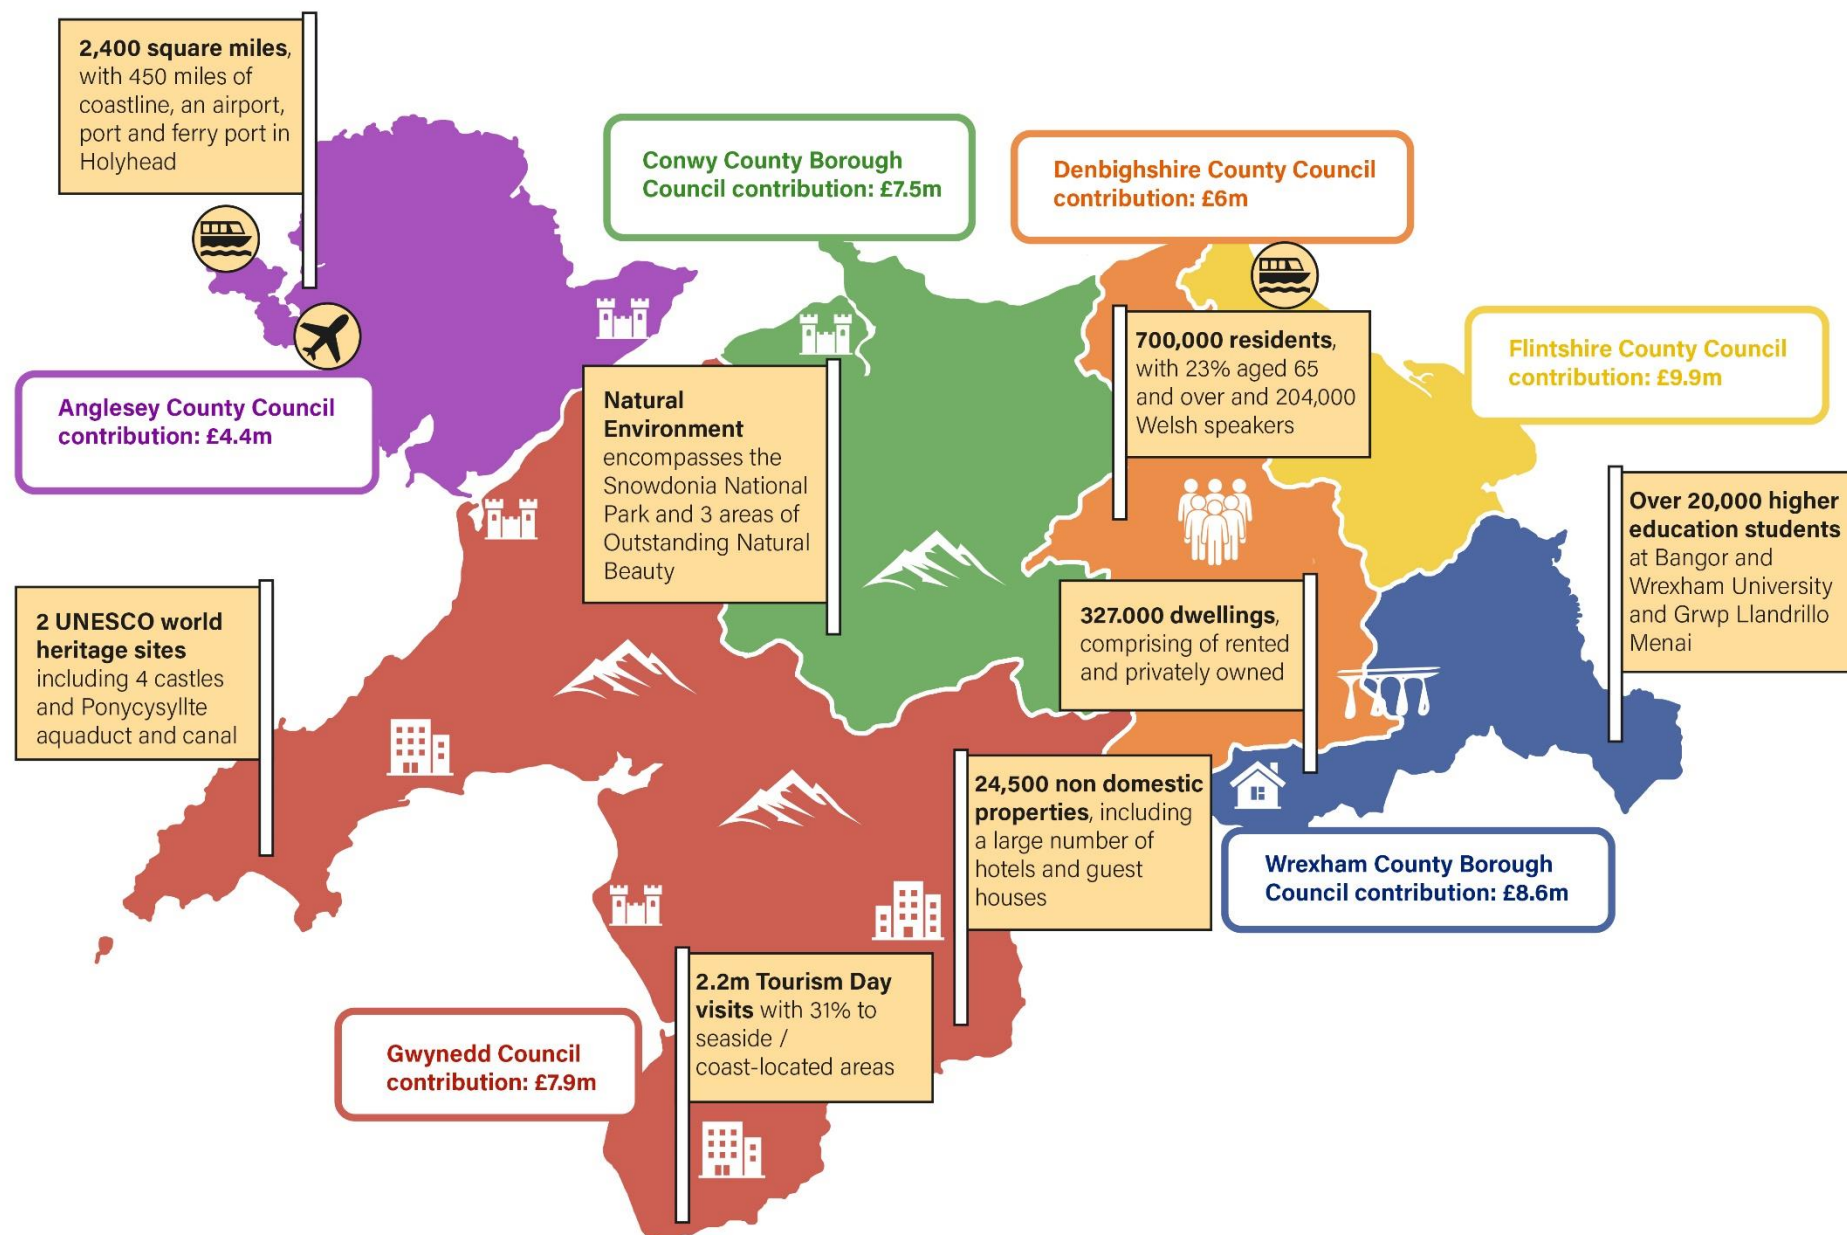 2,400 square miles,
with 450 miles of
coastline, an airport,
port and ferry port in
Holyhead
Conwy County Borough
Council contribution: £7.5m
Denbighshire County Council
contribution: £6m
700,000 residents,
with 23% aged 65
and over and 204,000
Welsh speakers
Flintshire County Council
contribution: £9.9m
Anglesey County Council
contribution: £4.4m
Natural
Environment
encompasses the
Snowdonia National
Park and 3 areas of
Outstanding Natural
Beauty
Over 20,000 higher
education students
at Bangor and
Wrexham University
and Grwp Llandrillo
Menai
2 UNESCO world
heritage sites
including 4 castles
and Ponycysyllte
aquaduct and canal
327.000 dwellings,
comprising of rented
and privately owned
24,500 non domestic
properties, including
a large number of
hotels and guest
houses
Wrexham County Borough
Council contribution: £8.6m
2.2m Tourism Day
visits with 31% to
seaside /
coast-located areas
Gwynedd Council
contribution: £7.9m